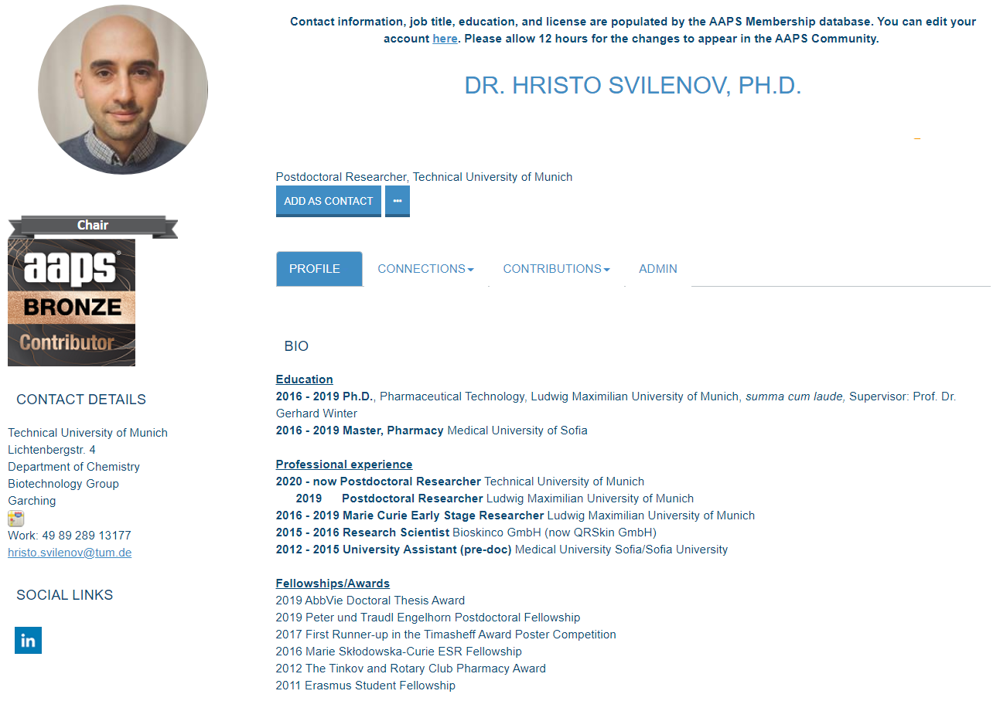 Contact information, job title, education, and license are populated by the AAPS Membership database. You can edit your
account here. Please allow 12 hours for the changes to appear in the AAPS Community.
DR. HRISTO SVILENOV, PH.D.
Postdoctoral Researcher, Technical University of Munich
ADD AS CONTACT •••
Chair
aaps®
BRONZE
Contributor
PROFILE CONNECTIONS CONTRIBUTIONS ADMIN
CONTACT DETAILS
Technical University of Munich
Lichtenbergstr. 4
Department of Chemistry
Biotechnology Group
Garching
Work: 49 89 289 13177
hristo.svilenov@tum.de
SOCIAL LINKS
in
BIO
Education
2016 - 2019 Ph.D., Pharmaceutical Technology, Ludwig Maximilian University of Munich, summa cum laude, Supervisor: Prof. Dr.
Gerhard Winter
2016 - 2019 Master, Pharmacy Medical University of Sofia
Professional experience
2020 - now Postdoctoral Researcher Technical University of Munich
2019 Postdoctoral Researcher Ludwig Maximilian University of Munich
2016 - 2019 Marie Curie Early Stage Researcher Ludwig Maximilian University of Munich
2015 - 2016 Research Scientist Bioskinco GmbH (now QRSkin GmbH)
2012 - 2015 University Assistant (pre-doc) Medical University Sofia/Sofia University
Fellowships/Awards
2019 AbbVie Doctoral Thesis Award
2019 Peter und Traudl Engelhorn Postdoctoral Fellowship
2017 First Runner-up in the Timasheff Award Poster Competition
2016 Marie Skłodowska-Curie ESR Fellowship
2012 The Tinkov and Rotary Club Pharmacy Award
2011 Erasmus Student Fellowship